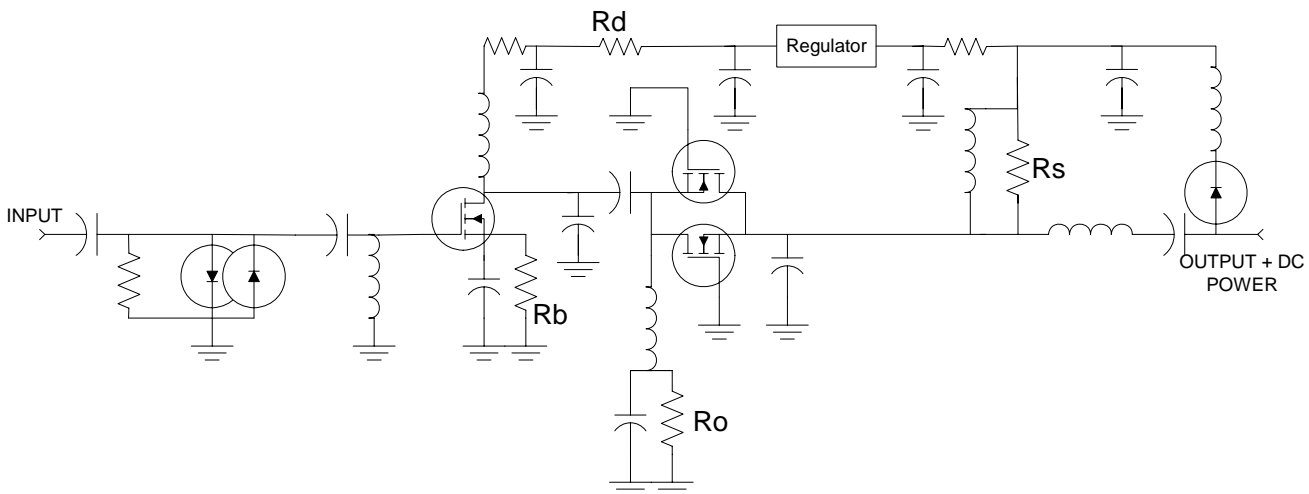 Rd
Regulator
Rs
INPUT
OUTPUT + DC
POWER
Rb
Ro